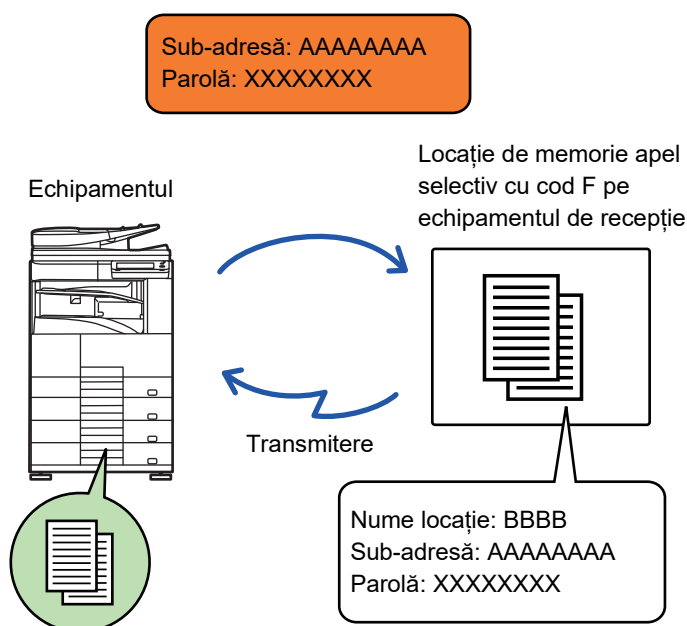 Sub-adresă: AAAAAAAA
Parolă: XXXXXXXX
Echipamentul
Locație de memorie apel
selectiv cu cod F pe
echipamentul de recepție
Transmitere
Nume locație: BBBB
Sub-adresă: AAAAAAAA
Parolă: XXXXXXXX